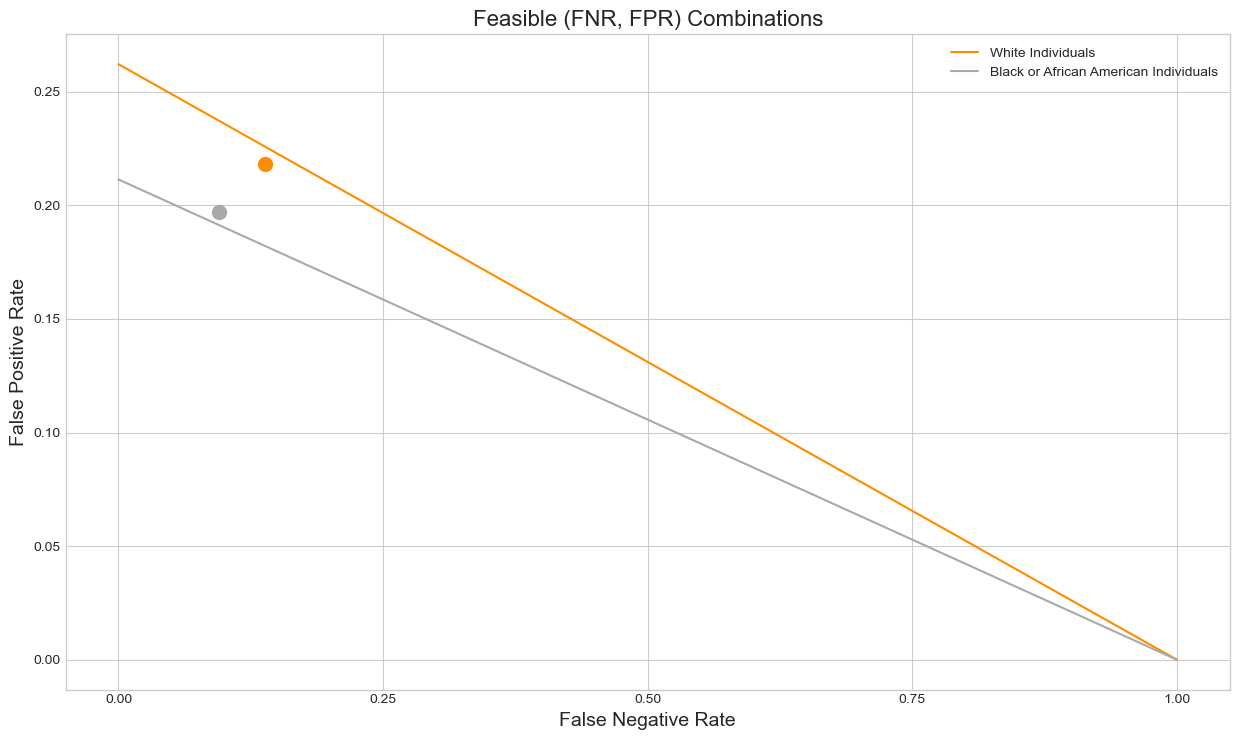 Feasible (FNR, FPR) Combinations
White Individuals
Black or African American Individuals
False Positive Rate
0.25
0.20
0.15
0.10
0.05
0.00
0.00 0.25 0.50 0.75 1.00
False Negative Rate